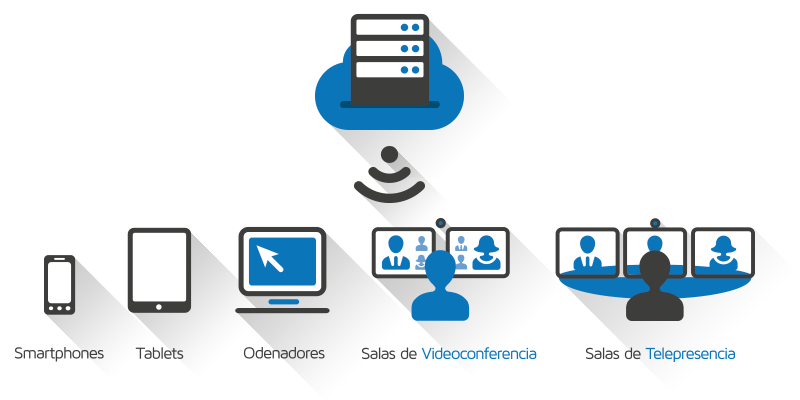 Smartphones
Tablets
Odenadores
Salas de Videoconferencia
Salas de Telepresencia